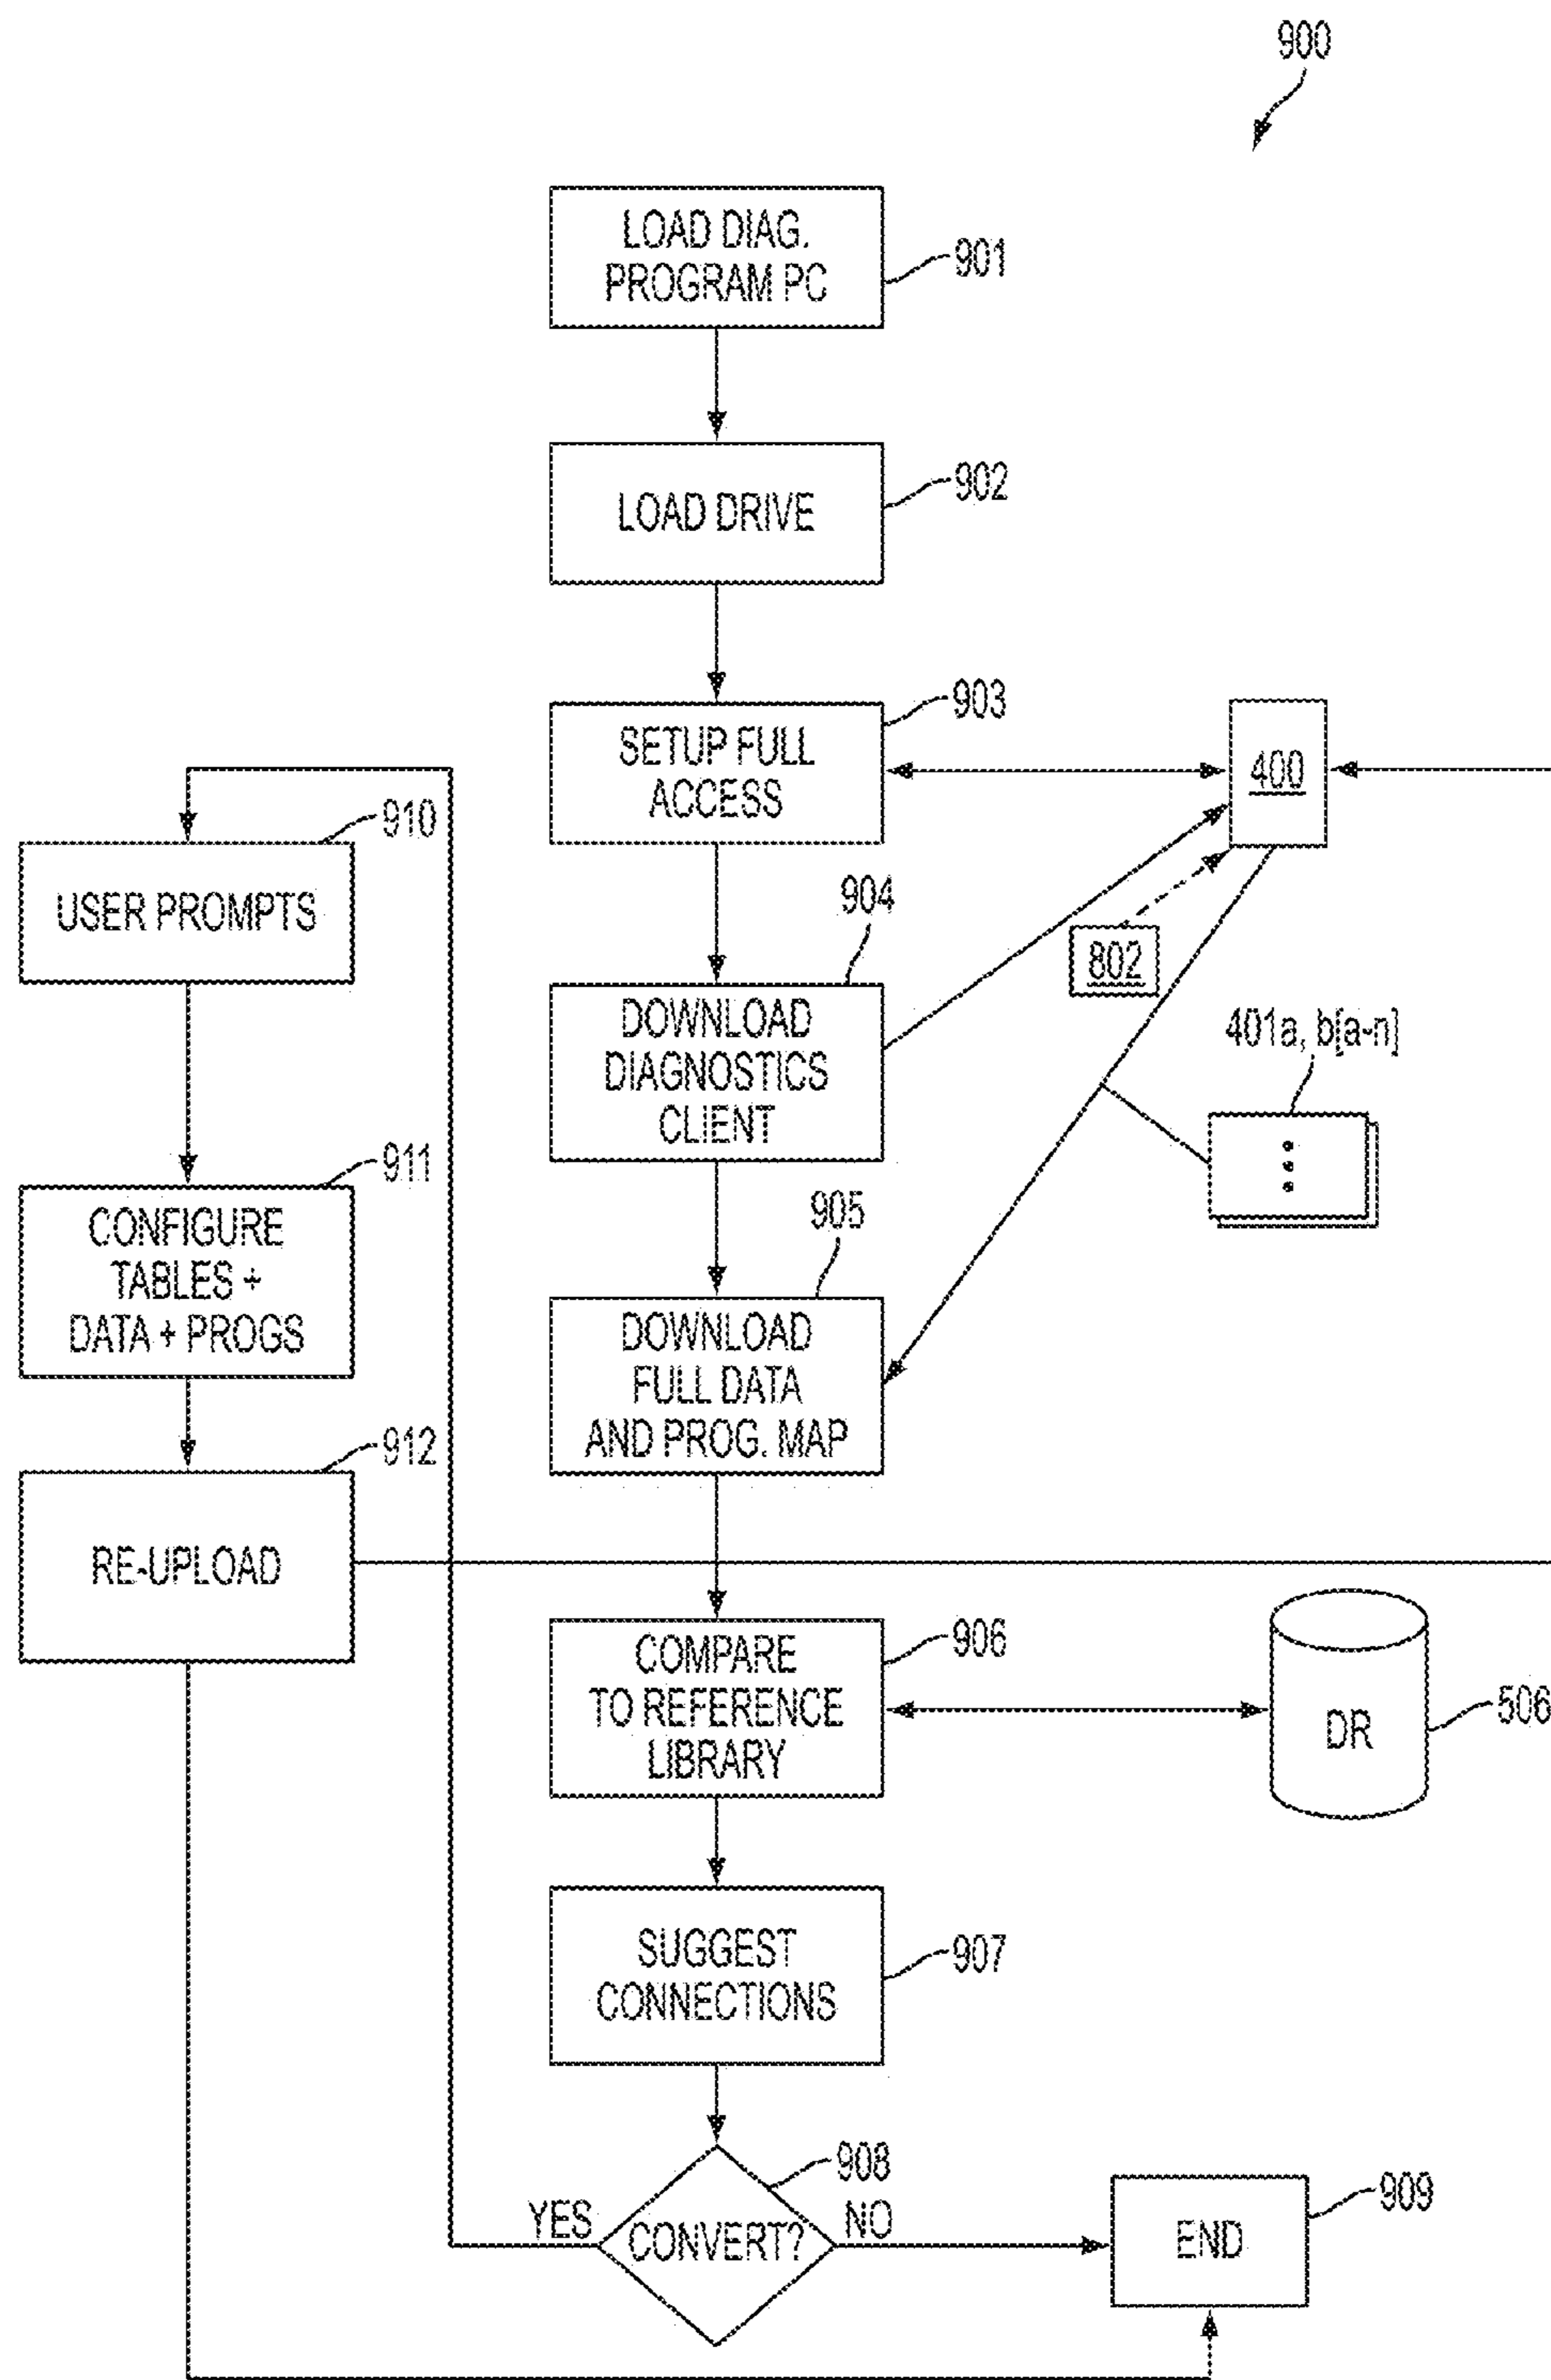 900
LOAD DIAG.
PROGRAM PC
901
LOAD DRIVE
902
SETUP FULL
ACCESS
903
400
910
USER PROMPTS
904
DOWNLOAD
DIAGNOSTICS
CLIENT
802
401a, b[a-n]
911
CONFIGURE
TABLES +
DATA + PROGS
905
DOWNLOAD
FULL DATA
AND PROG. MAP
912
RE-UPLOAD
COMPARE
TO REFERENCE
LIBRARY
906
DR
506
SUGGEST
CONNECTIONS
907
908
YES
CONVERT?
NO
END
909